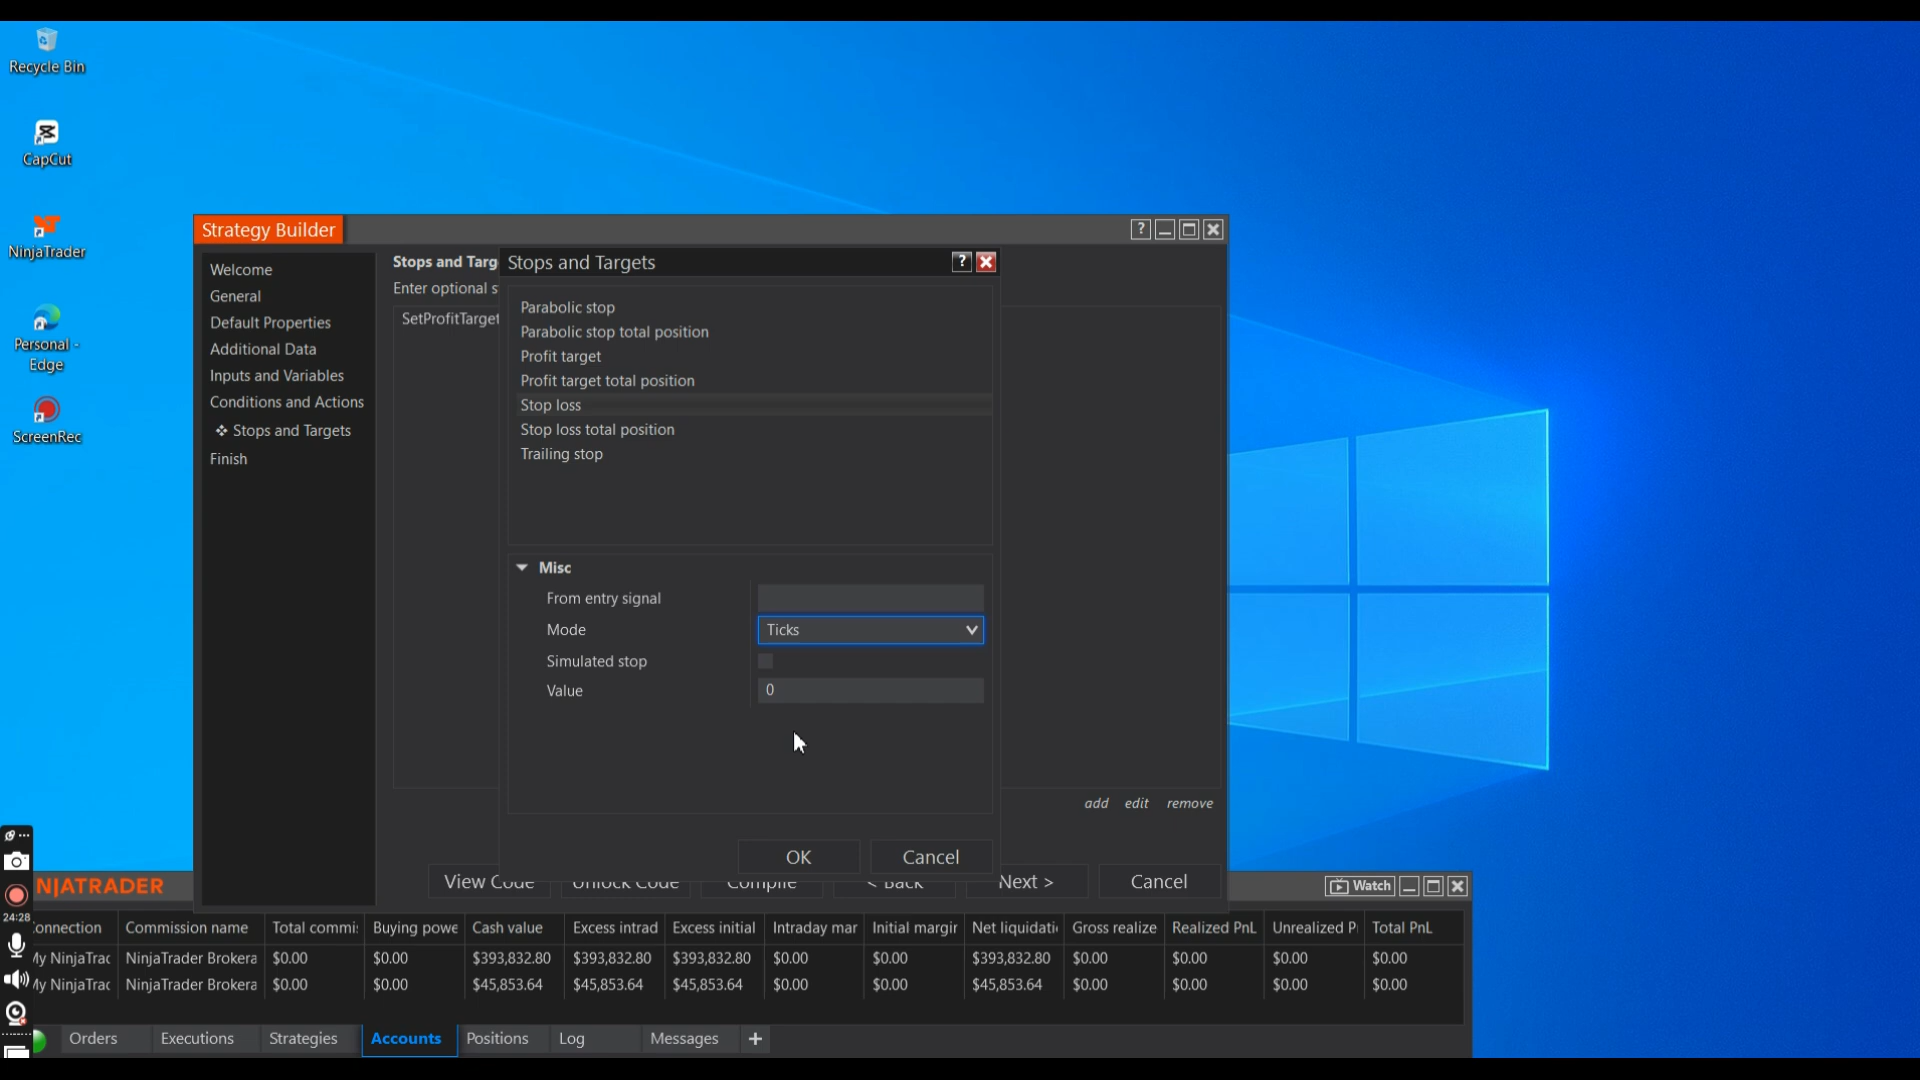 Recycle Bin
CapCut
NinjaTrader
Personal -
Edge
ScreenRec
Strategy Builder
?
Welcome
General
Default Properties
Additional Data
Inputs and Variables
Conditions and Actions
Stops and Targets
Finish
Stops and Targ
Enter optional s
SetProfitTarget
Stops and Targets
?
Parabolic stop
Parabolic stop total position
Profit target
Profit target total position
Stop loss
Stop loss total position
Trailing stop
Misc
From entry signal
Mode Ticks
Simulated stop
Value 0
OK Cancel
add edit remove
View Code Unlock Code Compile < Back Next > Cancel
NJATRADER
Watch
24:28
onnection Commission name Total commi Buying powe Cash value Excess intrad Excess initial Intraday mar Initial margir Net liquidati Gross realize Realized PnL Unrealized P Total PnL
My NinjaTrac NinjaTrader Brokera $0.00 $0.00 $393,832.80 $393,832.80 $393,832.80 $0.00 $0.00 $393,832.80 $0.00 $0.00 $0.00 $0.00
My NinjaTrac NinjaTrader Brokera $0.00 $0.00 $45,853.64 $45,853.64 $45,853.64 $0.00 $0.00 $45,853.64 $0.00 $0.00 $0.00 $0.00
Orders Executions Strategies Accounts Positions Log Messages +